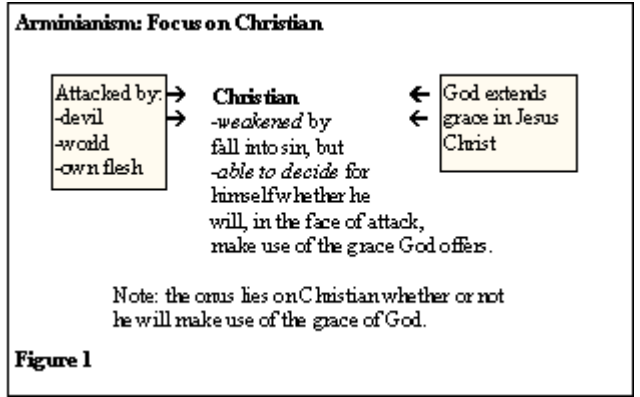 Arminianism: Focus on Christian
Attacked by:
-devil
-world
-own flesh
Christian
-weakened by
fall into sin, but
-able to decide for
himself whether he
will, in the face of attack,
make use of the grace God offers.
God extends
grace in Jesus
Christ
Note: the onus lies on Christian whether or not
he will make use of the grace of God.
Figure 1